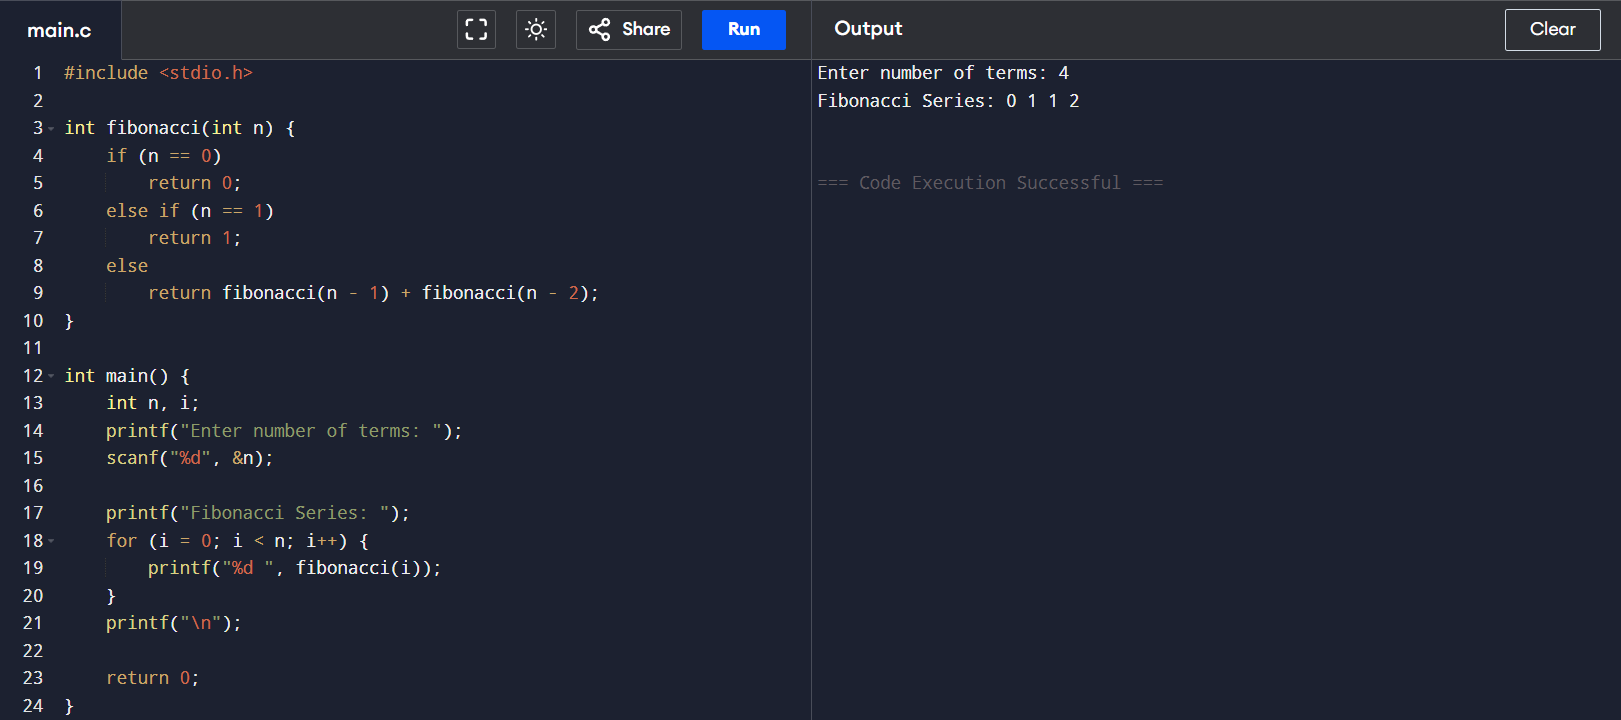 main.c
Share
Run
Output
Clear
1 #include <stdio.h>
2
3 int fibonacci(int n) {
4     if (n == 0)
5         return 0;
6     else if (n == 1)
7         return 1;
8     else
9         return fibonacci(n - 1) + fibonacci(n - 2);
10 }
11
12 int main() {
13     int n, i;
14     printf("Enter number of terms: ");
15     scanf("%d", &n);
16
17     printf("Fibonacci Series: ");
18     for (i = 0; i < n; i++) {
19         printf("%d ", fibonacci(i));
20     }
21     printf("\n");
22
23     return 0;
24 }
Enter number of terms: 4
Fibonacci Series: 0 1 1 2
=== Code Execution Successful ===